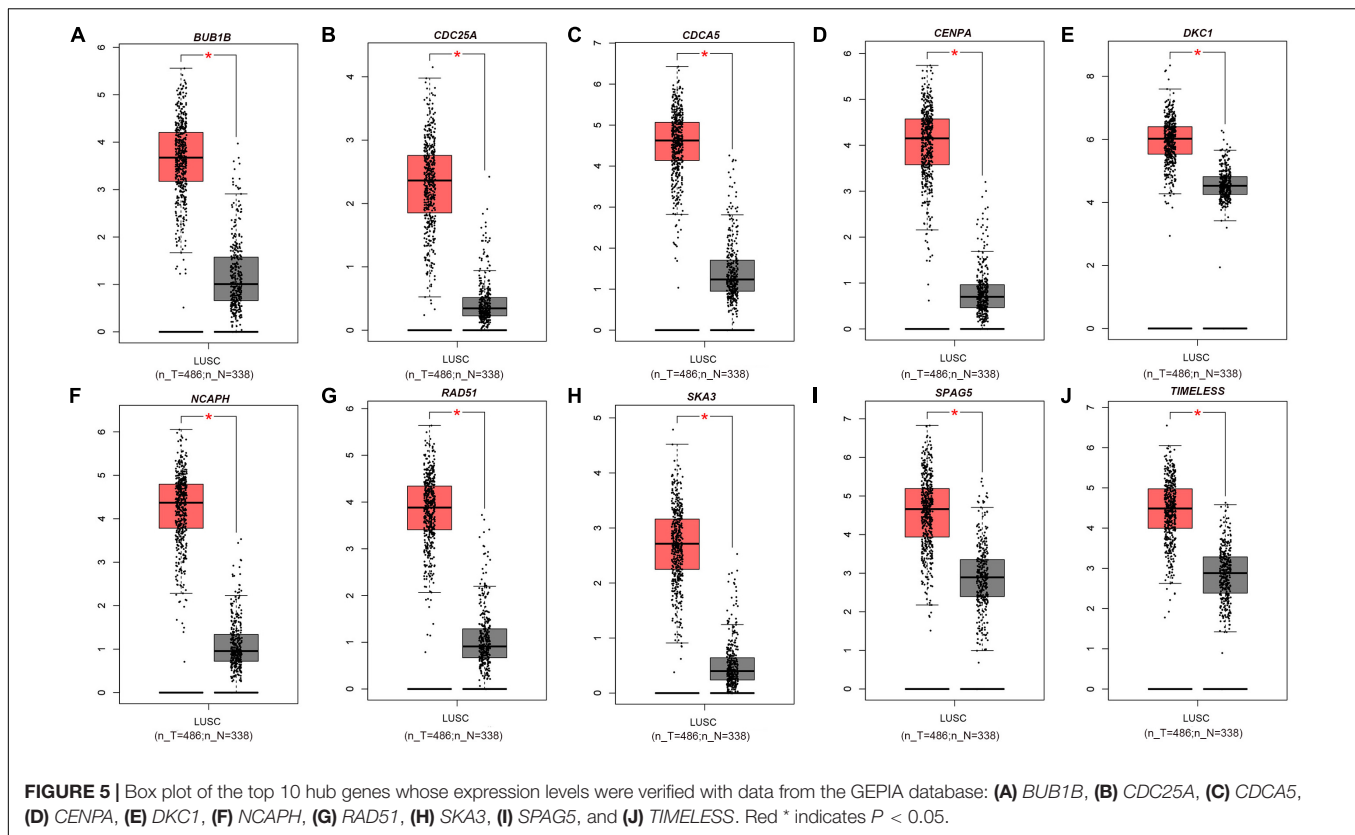 A BUB1B
*
6
5
4
3
2
1
0
LUSC
(n_T=486;n_N=338)
B CDC25A
*
4
3
2
1
0
LUSC
(n_T=486;n_N=338)
C CDCA5
*
7
6
5
4
3
2
1
0
LUSC
(n_T=486;n_N=338)
D CENPA
*
6
5
4
3
2
1
0
LUSC
(n_T=486;n_N=338)
E DKC1
*
8
6
4
2
0
LUSC
(n_T=486;n_N=338)
F NCAPH
*
6
5
4
3
2
1
0
LUSC
(n_T=486;n_N=338)
G RAD51
*
6
5
4
3
2
1
0
LUSC
(n_T=486;n_N=338)
H SKA3
*
5
4
3
2
1
0
LUSC
(n_T=486;n_N=338)
I SPAG5
*
7
6
5
4
3
2
1
0
LUSC
(n_T=486;n_N=338)
J TIMELESS
*
7
6
5
4
3
2
1
0
LUSC
(n_T=486;n_N=338)
FIGURE 5 | Box plot of the top 10 hub genes whose expression levels were verified with data from the GEPIA database: (A) BUB1B, (B) CDC25A, (C) CDCA5,
(D) CENPA, (E) DKC1, (F) NCAPH, (G) RAD51, (H) SKA3, (I) SPAG5, and (J) TIMELESS. Red * indicates P < 0.05.